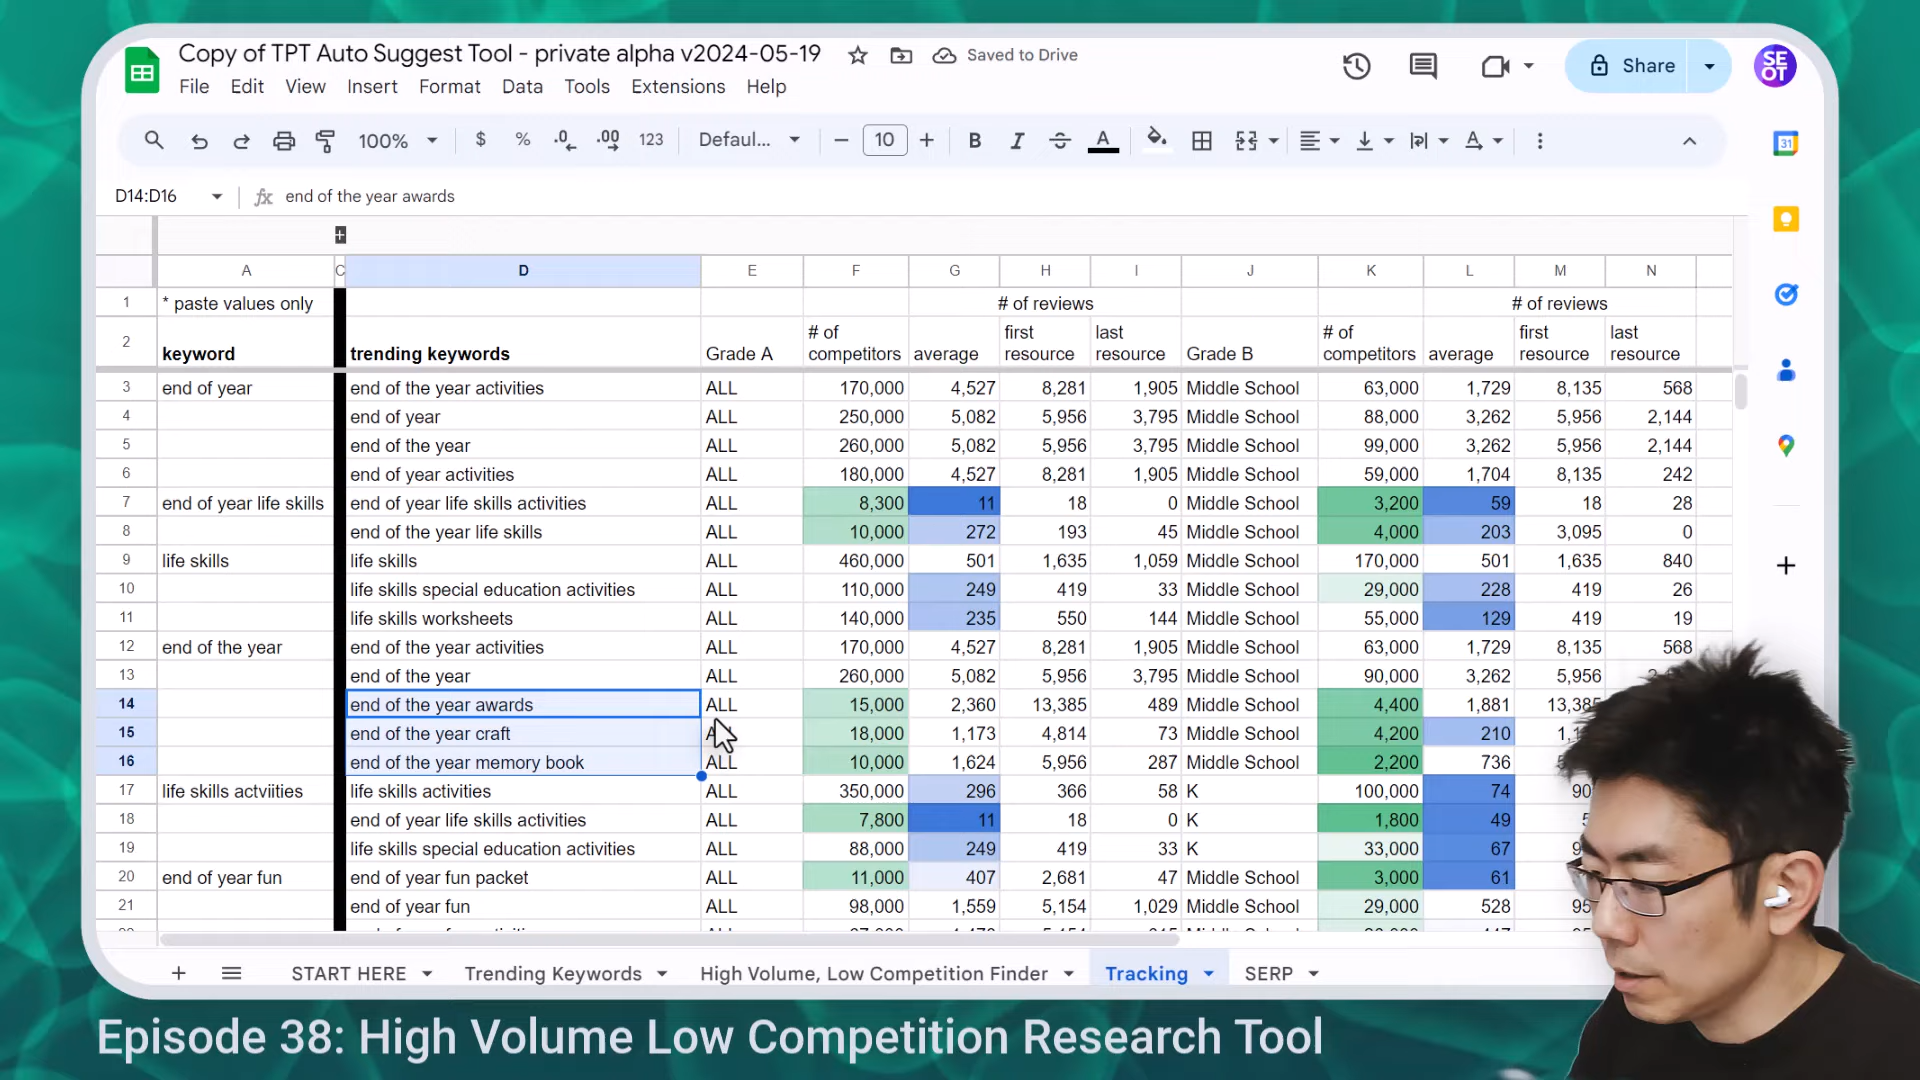 Copy of TPT Auto Suggest Tool - private alpha v2024-05-19
Saved to Drive
Share
SE
OT
File Edit View Insert Format Data Tools Extensions Help
100% $ % .0 .00 123 Defaul... 10 B I A
31
D14:D16 fx end of the year awards
A C D E F G H I J K L M N
1 * paste values only # of reviews # of reviews
2 keyword trending keywords Grade A # of competitors average first resource last resource Grade B # of competitors average first resource last resource
3 end of year end of the year activities ALL 170,000 4,527 8,281 1,905 Middle School 63,000 1,729 8,135 568
4 end of year ALL 250,000 5,082 5,956 3,795 Middle School 88,000 3,262 5,956 2,144
5 end of the year ALL 260,000 5,082 5,956 3,795 Middle School 99,000 3,262 5,956 2,144
6 end of year activities ALL 180,000 4,527 8,281 1,905 Middle School 59,000 1,704 8,135 242
7 end of year life skills end of year life skills activities ALL 8,300 11 18 0 Middle School 3,200 59 18 28
8 end of the year life skills ALL 10,000 272 193 45 Middle School 4,000 203 3,095 0
9 life skills life skills ALL 460,000 501 1,635 1,059 Middle School 170,000 501 1,635 840
10 life skills special education activities ALL 110,000 249 419 33 Middle School 29,000 228 419 26
11 life skills worksheets ALL 140,000 235 550 144 Middle School 55,000 129 419 19
12 end of the year end of the year activities ALL 170,000 4,527 8,281 1,905 Middle School 63,000 1,729 8,135 568
13 end of the year ALL 260,000 5,082 5,956 3,795 Middle School 90,000 3,262 5,956
14 end of the year awards ALL 15,000 2,360 13,385 489 Middle School 4,400 1,881
15 end of the year craft 18,000 1,173 4,814 73 Middle School 4,200 210
16 end of the year memory book ALL 10,000 1,624 5,956 287 Middle School 2,200 736
17 life skills actviities life skills activities ALL 350,000 296 366 58 K 100,000 74
18 end of year life skills activities ALL 7,800 11 18 0 K 1,800 49
19 life skills special education activities ALL 88,000 249 419 33 K 33,000 67
20 end of year fun end of year fun packet ALL 11,000 407 2,681 47 Middle School 3,000 61
21 end of year fun ALL 98,000 1,559 5,154 1,029 Middle School 29,000 528
START HERE Trending Keywords High Volume, Low Competition Finder Tracking SERP
Episode 38: High Volume Low Competition Research Tool